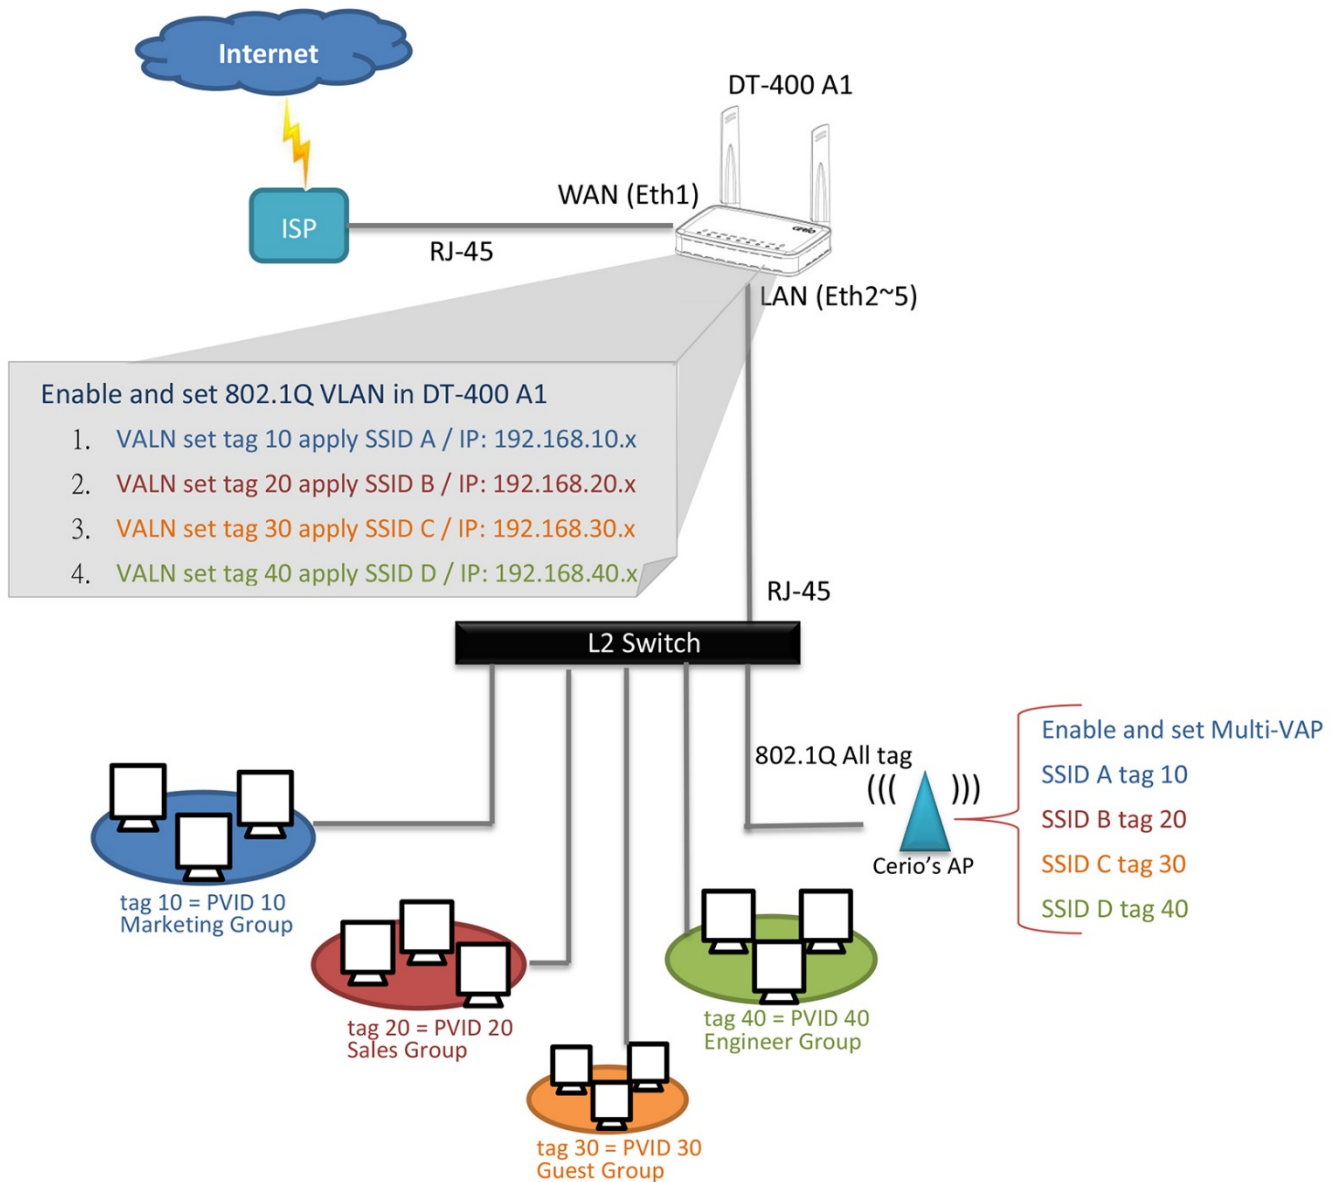 Internet
DT-400 A1
WAN (Eth1)
ISP
RJ-45
cerio
LAN (Eth2~5)
Enable and set 802.1Q VLAN in DT-400 A1
1. VALN set tag 10 apply SSID A / IP: 192.168.10.x
2. VALN set tag 20 apply SSID B / IP: 192.168.20.x
3. VALN set tag 30 apply SSID C / IP: 192.168.30.x
4. VALN set tag 40 apply SSID D / IP: 192.168.40.x
RJ-45
L2 Switch
802.1Q All tag
((( )))
Cerio's AP
Enable and set Multi-VAP
SSID A tag 10
SSID B tag 20
SSID C tag 30
SSID D tag 40
tag 10 = PVID 10
Marketing Group
tag 20 = PVID 20
Sales Group
tag 40 = PVID 40
Engineer Group
tag 30 = PVID 30
Guest Group